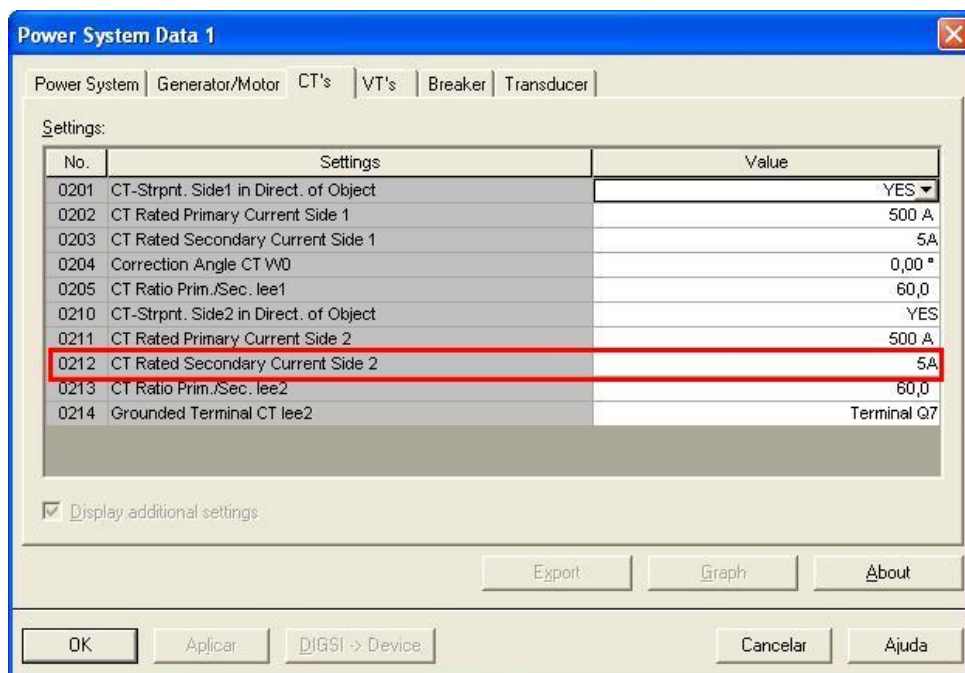 Power System Data 1
Power System Generator/Motor CT's VT's Breaker Transducer
Settings:
No. Settings Value
0201 CT-Strpnt. Side1 in Direct. of Object YES
0202 CT Rated Primary Current Side 1 500 A
0203 CT Rated Secondary Current Side 1 5A
0204 Correction Angle CT W0 0,00 °
0205 CT Ratio Prim./Sec. Iee1 60,0
0210 CT-Strpnt. Side2 in Direct. of Object YES
0211 CT Rated Primary Current Side 2 500 A
0212 CT Rated Secondary Current Side 2 5A
0213 CT Ratio Prim./Sec. Iee2 60,0
0214 Grounded Terminal CT Iee2 Terminal Q7
Display additional settings
Export Graph About
OK Aplicar DIGSI -> Device Cancelar Ajuda